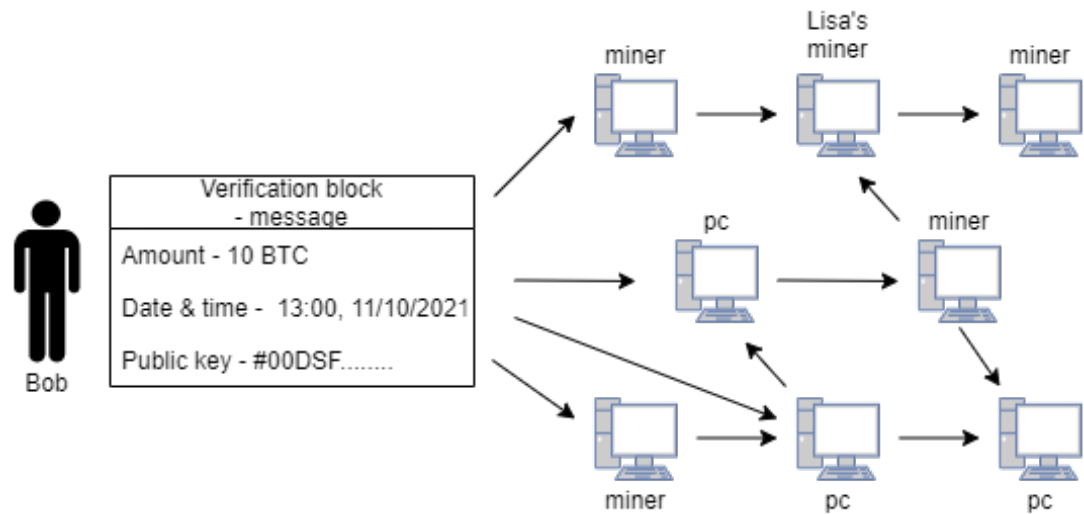 Lisa's
miner
miner
miner
Verification block
- message
Amount - 10 BTC
Date & time - 13:00, 11/10/2021
Public key - #00DSF........
Bob
pc
miner
miner
pc
pc